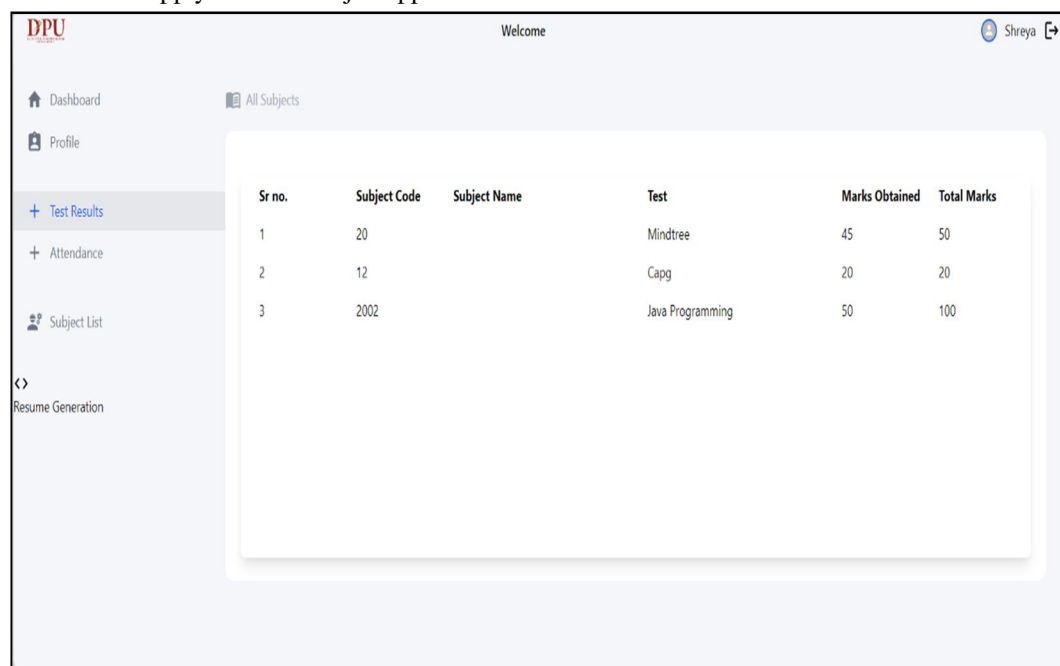 DPU
Welcome
Shreya
Dashboard
All Subjects
Profile
Sr no. Subject Code Subject Name Test Marks Obtained Total Marks
Test Results
1 20 Mindtree 45 50
Attendance
2 12 Capg 20 20
3 2002 Java Programming 50 100
Subject List
<>
Resume Generation